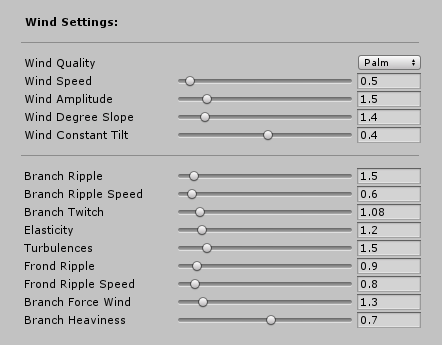 Wind Settings:
Wind Quality Palm
Wind Speed 0.5
Wind Amplitude 1.5
Wind Degree Slope 1.4
Wind Constant Tilt 0.4
Branch Ripple 1.5
Branch Ripple Speed 0.6
Branch Twitch 1.08
Elasticity 1.2
Turbulences 1.5
Frond Ripple 0.9
Frond Ripple Speed 0.8
Branch Force Wind 1.3
Branch Heaviness 0.7